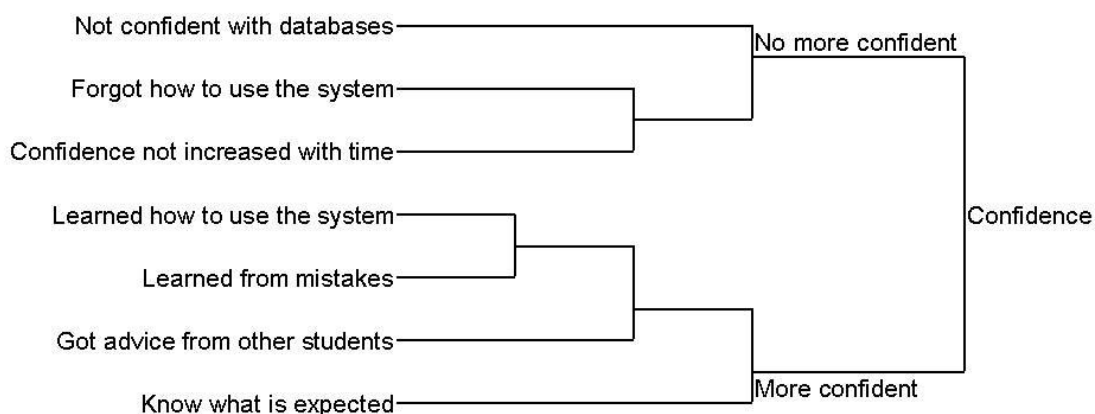 Not confident with databases
No more confident
Forgot how to use the system
Confidence not increased with time
Learned how to use the system
Confidence
Learned from mistakes
Got advice from other students
More confident
Know what is expected